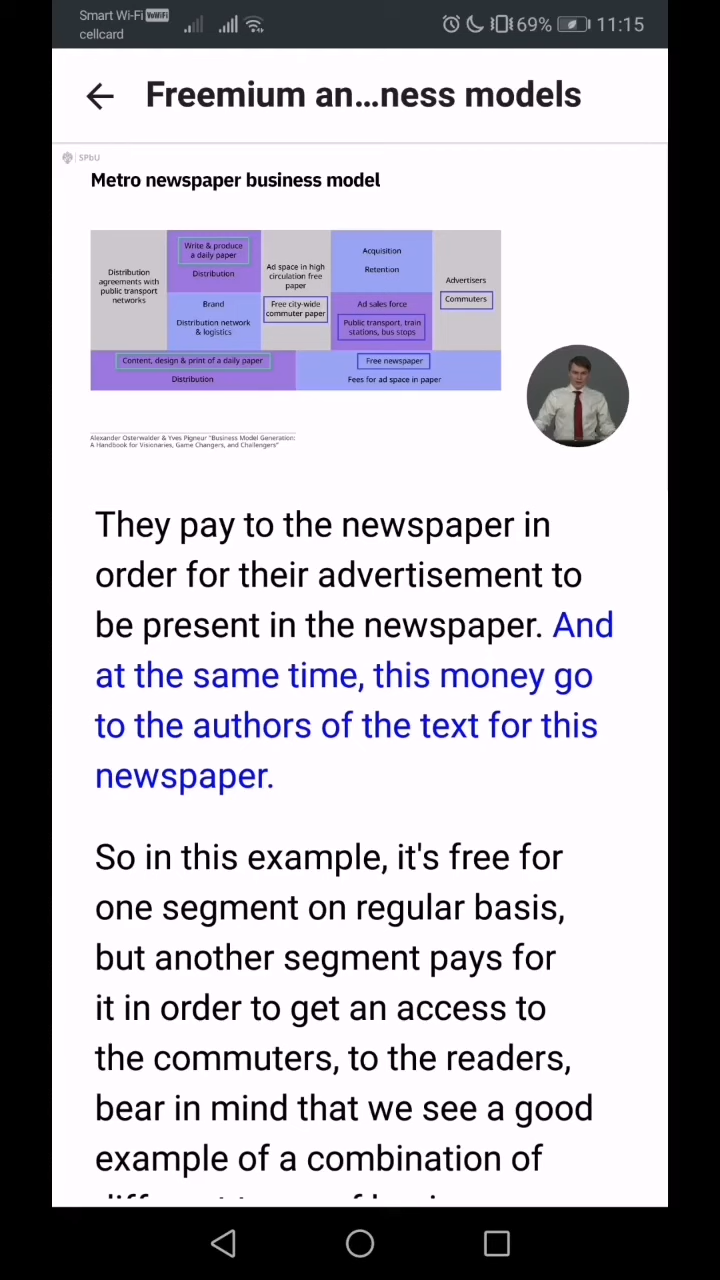 Smart Wi-Fi VoWiFi
cellcard
69% 11:15
Freemium an...ness models
SPbU
Metro newspaper business model
Distribution
agreements with
public transport
networks
Write & produce
a daily paper
Distribution
Brand
Distribution network
& logistics
Ad space in high
circulation free
paper
Free city-wide
commuter paper
Acquisition
Retention
Ad sales force
Public transport, train
stations, bus stops
Advertisers
Commuters
Content, design & print of a daily paper
Distribution
Free newspaper
Fees for ad space in paper
Alexander Osterwalder & Yves Pigneur "Business Model Generation:
A Handbook for Visionaries, Game Changers, and Challengers"
They pay to the newspaper in
order for their advertisement to
be present in the newspaper. And
at the same time, this money go
to the authors of the text for this
newspaper.
So in this example, it's free for
one segment on regular basis,
but another segment pays for
it in order to get an access to
the commuters, to the readers,
bear in mind that we see a good
example of a combination of